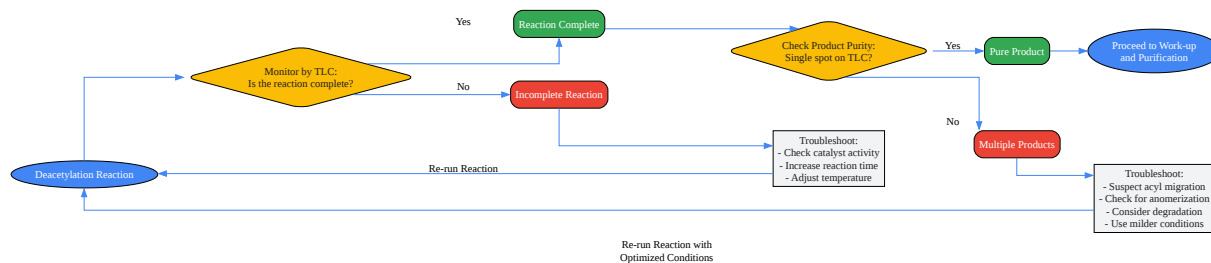 Yes
Reaction Complete
Check Product Purity:
Single spot on TLC?
Yes
Pure Product
Proceed to Work-up
and Purification
Monitor by TLC:
Is the reaction complete?
No
Incomplete Reaction
No
Multiple Products
Troubleshoot:
- Check catalyst activity
- Increase reaction time
- Adjust temperature
Re-run Reaction
Deacetylation Reaction
Troubleshoot:
- Suspect acyl migration
- Check for anomerization
- Consider degradation
- Use milder conditions
Re-run Reaction with
Optimized Conditions